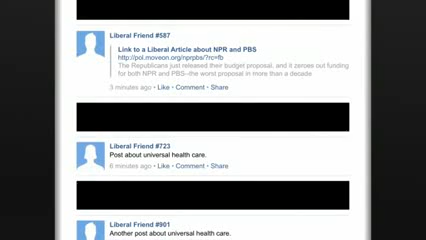 Liberal Friend #587
Link to a Liberal Article about NPR and PBS
http://pol.moveon.org/nprpbs/?rc=fb
The Republicans just released their budget proposal, and it zeroes out funding
for both NPR and PBS--the worst proposal in more than a decade
3 minutes ago • Like • Comment • Share
Liberal Friend #723
Post about universal health care.
6 minutes ago • Like • Comment • Share
Liberal Friend #901
Another post about universal health care.